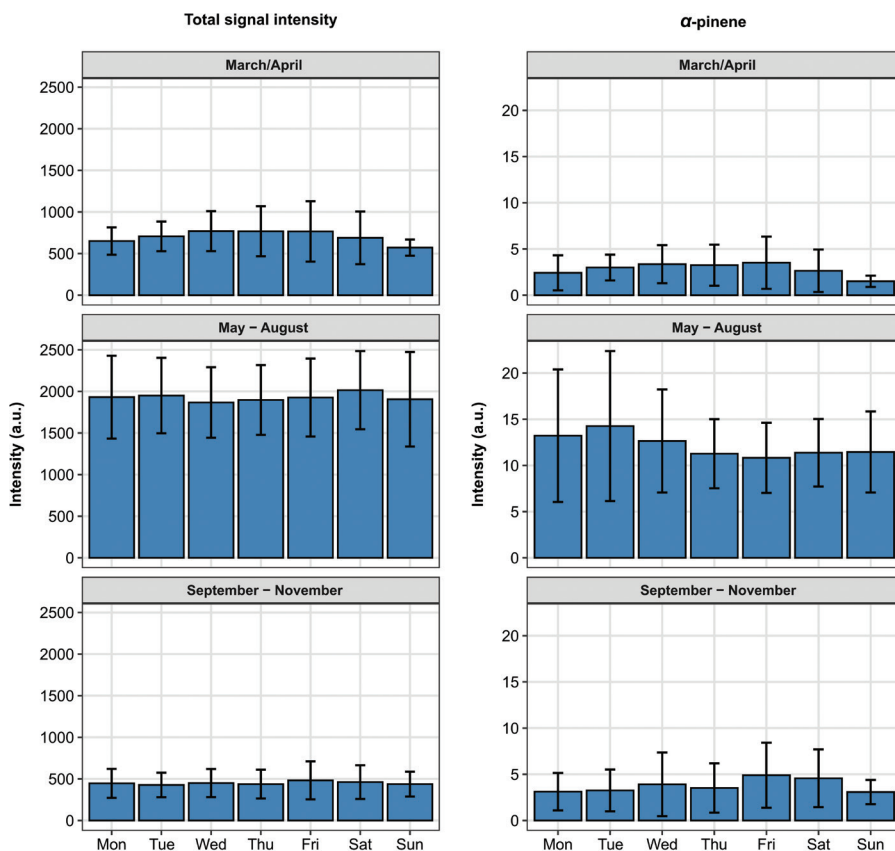 Total signal intensity
March/April
2500
2000
1500
1000
500
0
May – August
2500
2000
1500
1000
500
0
Intensity (a.u.)
September – November
2500
2000
1500
1000
500
0
Mon Tue Wed Thu Fri Sat Sun
α-pinene
March/April
20
15
10
5
0
May – August
20
15
10
5
0
Intensity (a.u.)
September – November
20
15
10
5
0
Mon Tue Wed Thu Fri Sat Sun